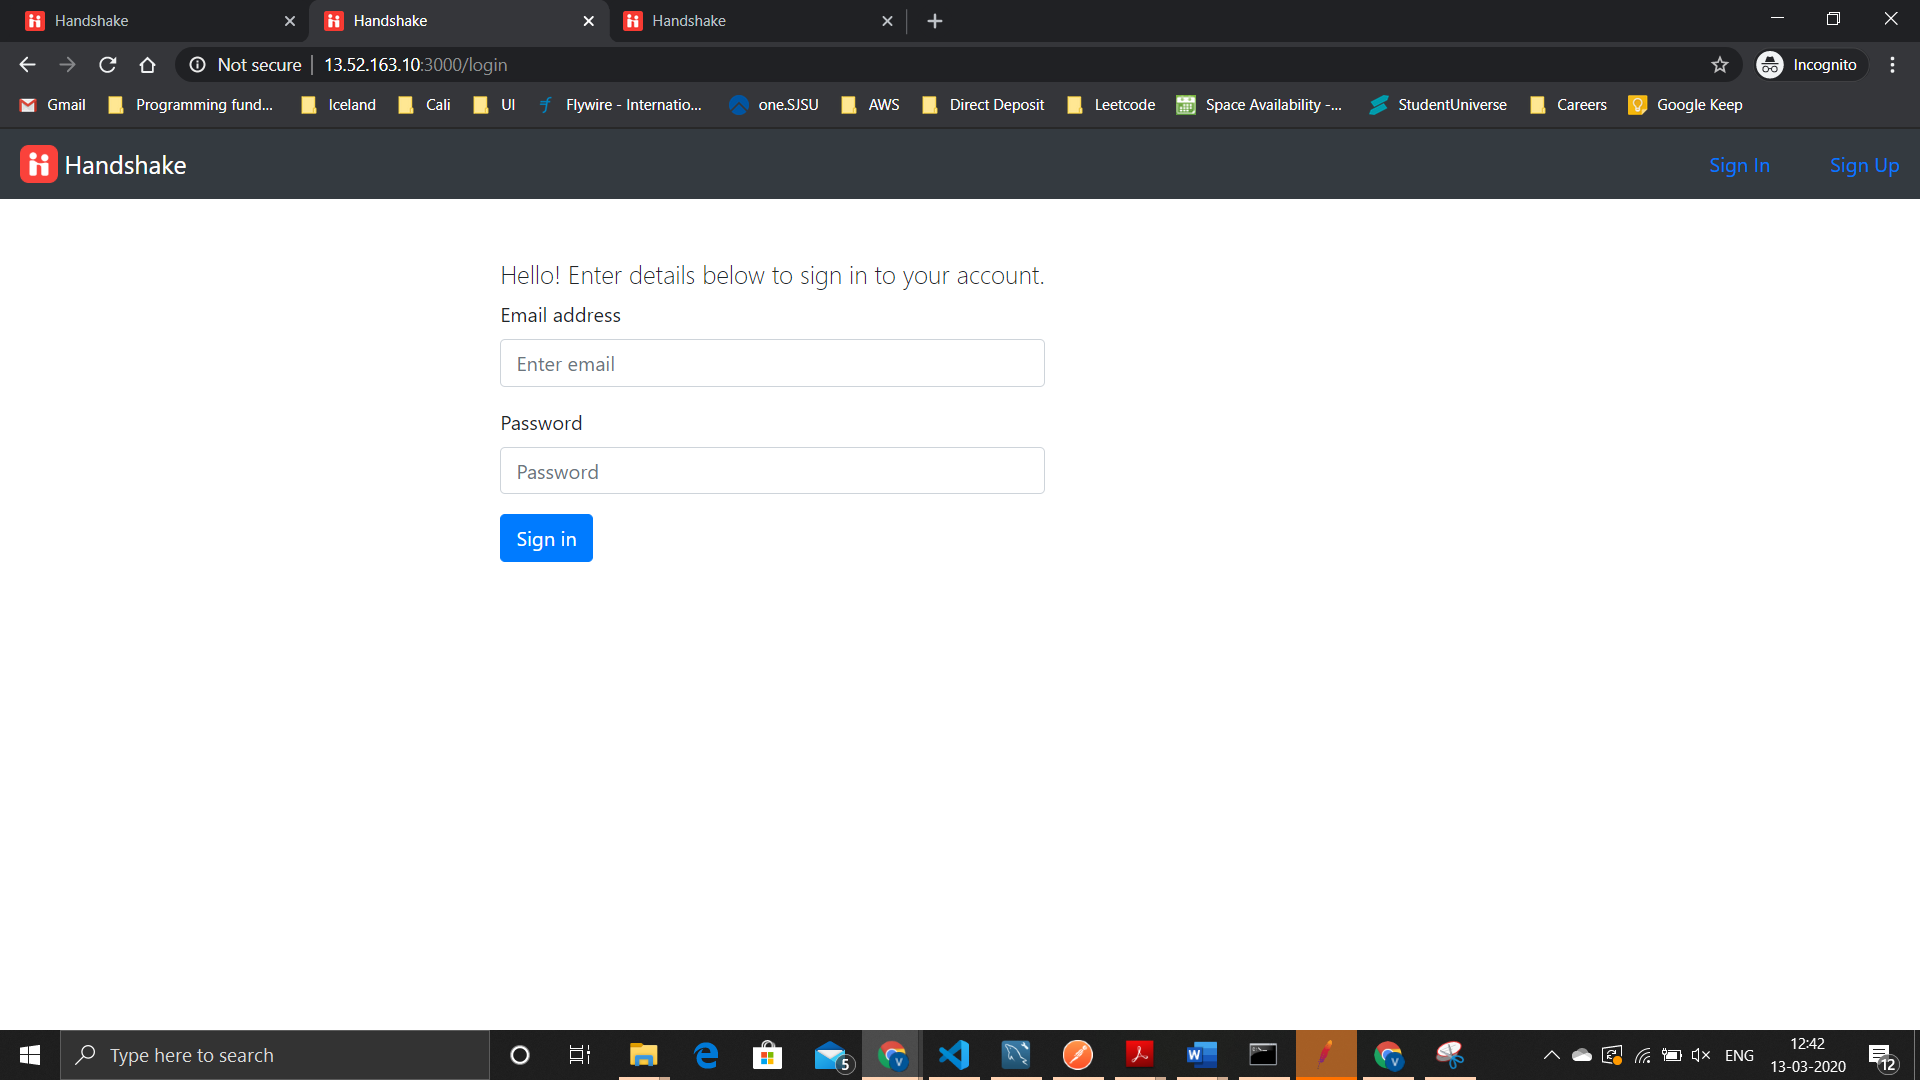 Handshake Handshake Handshake
Not secure 13.52.163.10:3000/login Incognito
Gmail Programming fund... Iceland Cali UI Flywire - Internatio... one.SJSU AWS Direct Deposit Leetcode Space Availability -... StudentUniverse Careers Google Keep
Handshake Sign In Sign Up
Hello! Enter details below to sign in to your account.
Email address
Enter email
Password
Password
Sign in
Type here to search 5 ENG 12:42
13-03-2020 12